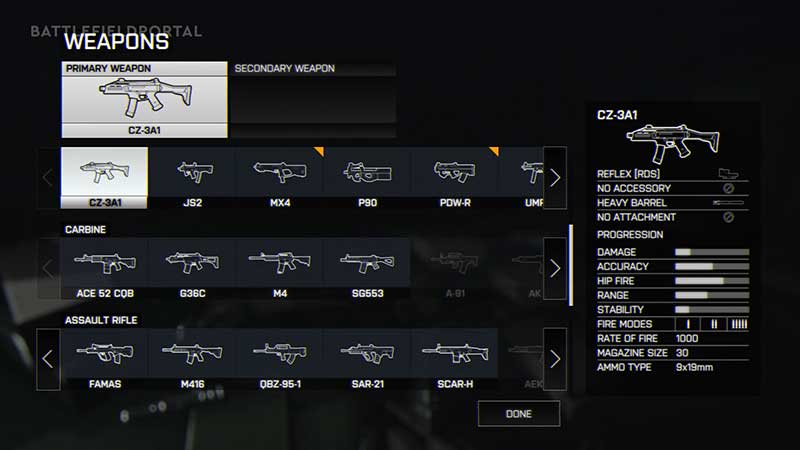 BATTLEFIELDPORTAL
WEAPONS
PRIMARY WEAPON
SECONDARY WEAPON
CZ-3A1
CZ-3A1 JS2 MX4 P90 PDW-R UMP
CARBINE
ACE 52 CQB G36C M4 SG553 A-91 AK
ASSAULT RIFLE
FAMAS M416 QBZ-95-1 SAR-21 SCAR-H AEK
DONE
CZ-3A1
REFLEX [RDS]
NO ACCESSORY
HEAVY BARREL
NO ATTACHMENT
PROGRESSION
DAMAGE
ACCURACY
HIP FIRE
RANGE
STABILITY
FIRE MODES
RATE OF FIRE 1000
MAGAZINE SIZE 30
AMMO TYPE 9x19mm